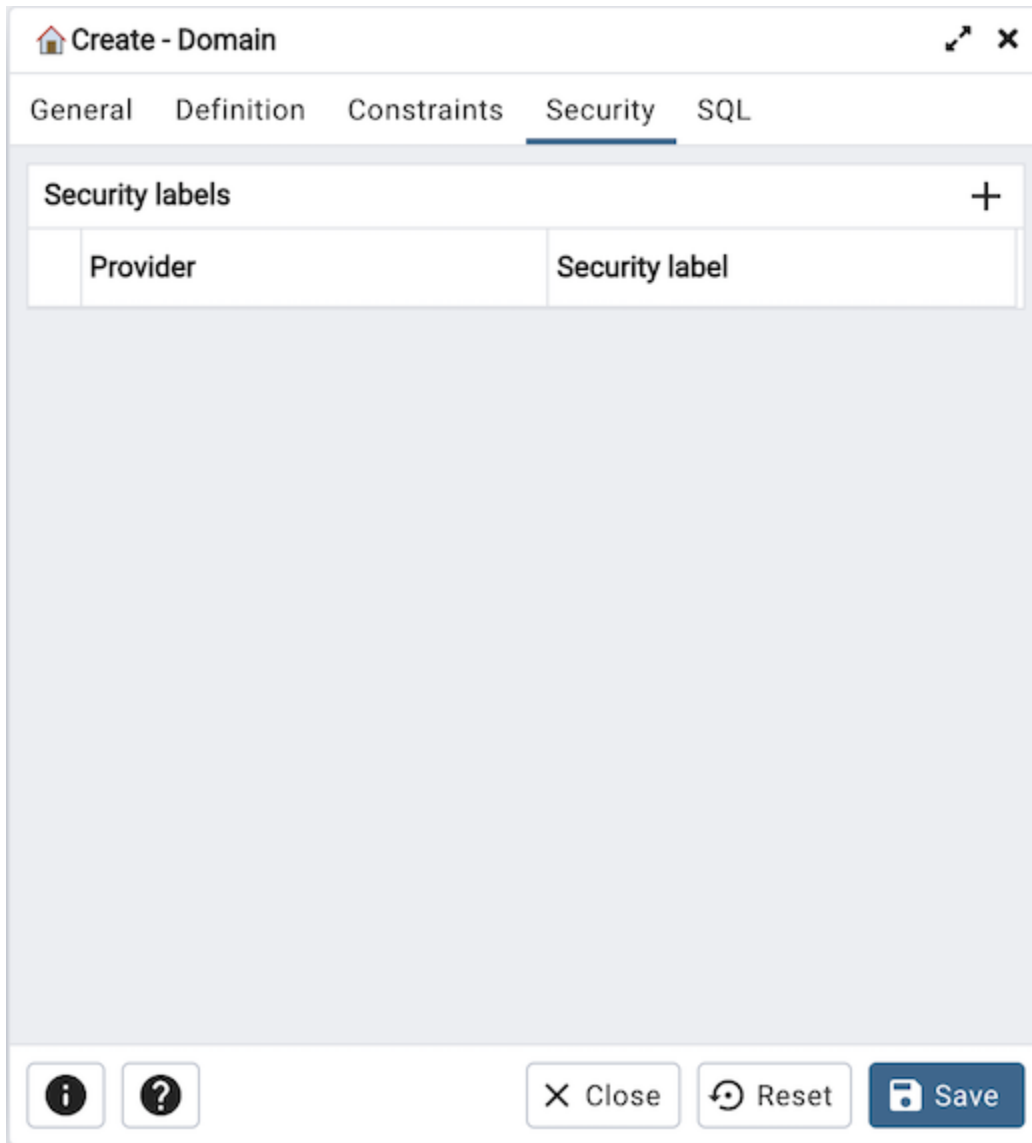 Create - Domain
General Definition Constraints Security SQL
Security labels
Provider Security label
Close Reset Save